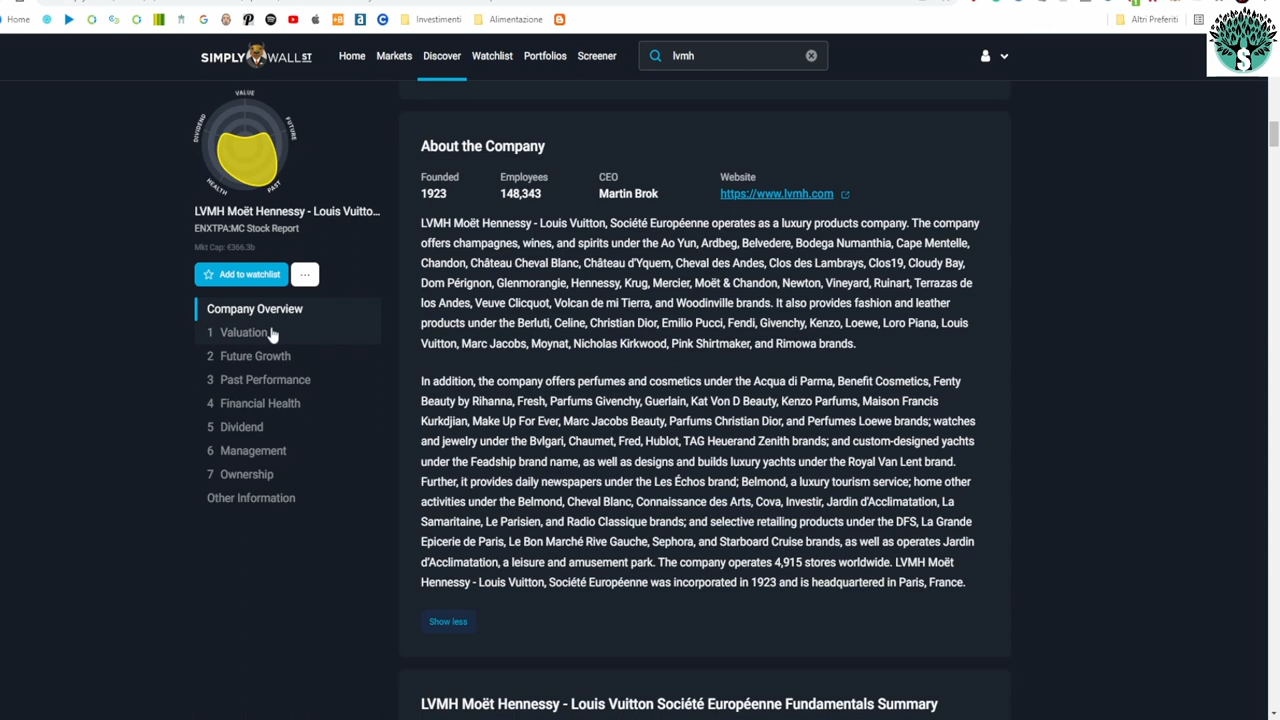 Home
Investimenti
Alimentazione
Altri Preferiti
SIMPLY WALL ST
Home Markets Discover Watchlist Portfolios Screener
lvmh
VALUE
FUTURE
PAST
HEALTH
DIVIDEND
LVMH Moët Hennessy - Louis Vuitto...
ENXTPA:MC Stock Report
Mkt Cap: €366.3b
Add to watchlist
...
Company Overview
1 Valuation
2 Future Growth
3 Past Performance
4 Financial Health
5 Dividend
6 Management
7 Ownership
Other Information
About the Company
Founded Employees CEO Website
1923 148,343 Martin Brok https://www.lvmh.com
LVMH Moët Hennessy - Louis Vuitton, Société Européenne operates as a luxury products company. The company
offers champagnes, wines, and spirits under the Ao Yun, Ardbeg, Belvedere, Bodega Numanthia, Cape Mentelle,
Chandon, Château Cheval Blanc, Château d'Yquem, Cheval des Andes, Clos des Lambrays, Clos19, Cloudy Bay,
Dom Pérignon, Glenmorangie, Hennessy, Krug, Mercier, Moët & Chandon, Newton, Vineyard, Ruinart, Terrazas de
los Andes, Veuve Clicquot, Volcan de mi Tierra, and Woodinville brands. It also provides fashion and leather
products under the Berluti, Celine, Christian Dior, Emilio Pucci, Fendi, Givenchy, Kenzo, Loewe, Loro Piana, Louis
Vuitton, Marc Jacobs, Moynat, Nicholas Kirkwood, Pink Shirtmaker, and Rimowa brands.
In addition, the company offers perfumes and cosmetics under the Acqua di Parma, Benefit Cosmetics, Fenty
Beauty by Rihanna, Fresh, Parfums Givenchy, Guerlain, Kat Von D Beauty, Kenzo Parfums, Maison Francis
Kurkdjian, Make Up For Ever, Marc Jacobs Beauty, Parfums Christian Dior, and Perfumes Loewe brands; watches
and jewelry under the Bvlgari, Chaumet, Fred, Hublot, TAG Heuerand Zenith brands; and custom-designed yachts
under the Feadship brand name, as well as designs and builds luxury yachts under the Royal Van Lent brand.
Further, it provides daily newspapers under the Les Échos brand; Belmond, a luxury tourism service; home other
activities under the Belmond, Cheval Blanc, Connaissance des Arts, Cova, Investir, Jardin d'Acclimatation, La
Samaritaine, Le Parisien, and Radio Classique brands; and selective retailing products under the DFS, La Grande
Epicerie de Paris, Le Bon Marché Rive Gauche, Sephora, and Starboard Cruise brands, as well as operates Jardin
d'Acclimatation, a leisure and amusement park. The company operates 4,915 stores worldwide. LVMH Moët
Hennessy - Louis Vuitton, Société Européenne was incorporated in 1923 and is headquartered in Paris, France.
Show less
LVMH Moët Hennessy - Louis Vuitton Société Européenne Fundamentals Summary